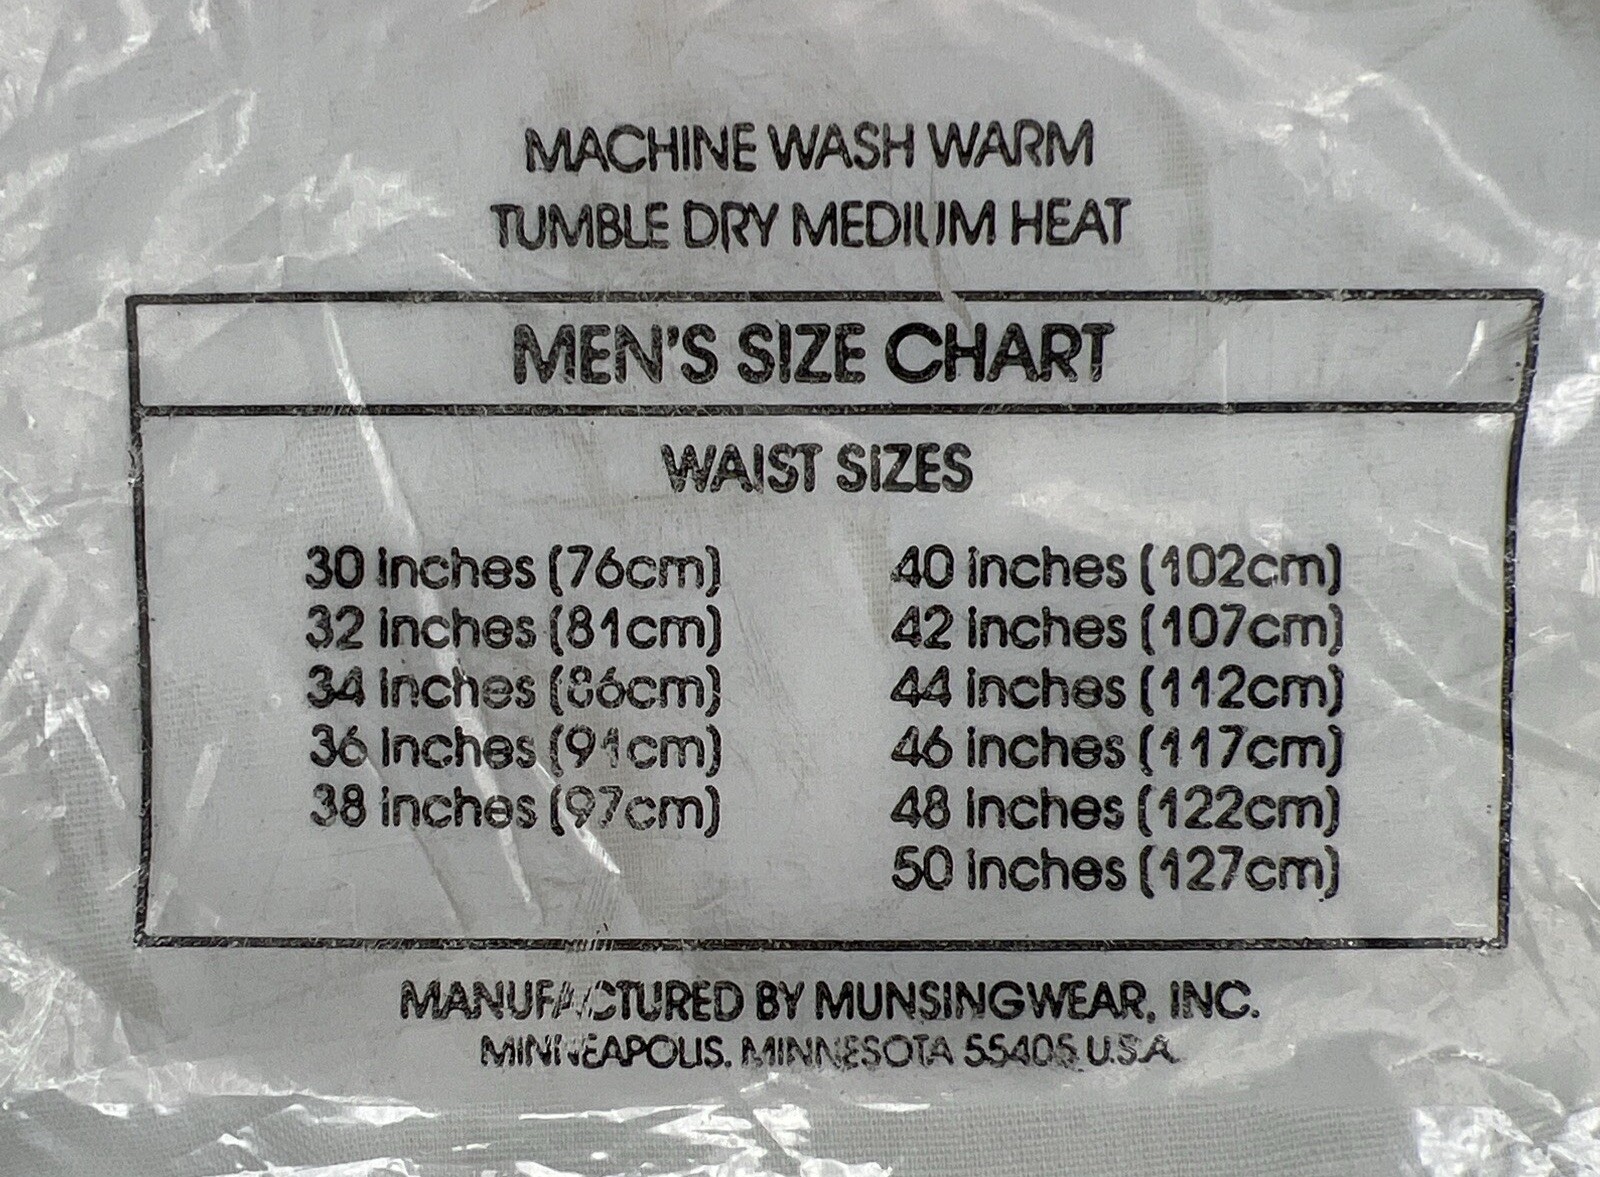 MACHINE WASH WARM
TUMBLE DRY MEDIUM HEAT
MEN'S SIZE CHART
WAIST SIZES
30 inches (76cm) 40 inches (102cm)
32 inches (81cm) 42 inches (107cm)
34 inches (86cm) 44 inches (112cm)
36 inches (91cm) 46 inches (117cm)
38 inches (97cm) 48 inches (122cm)
50 inches (127cm)
MANUFACTURED BY MUNSINGWEAR, INC.
MINNEAPOLIS, MINNESOTA 55405 U.S.A.